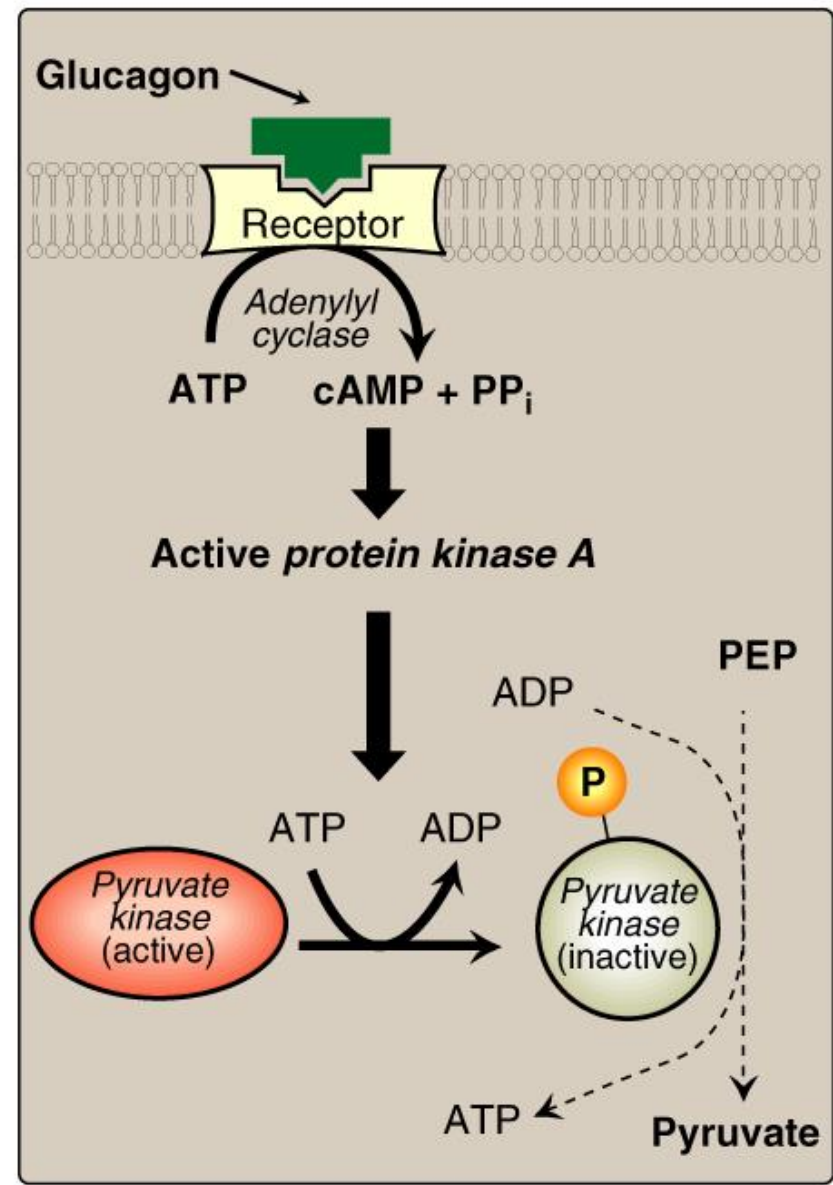 Glucagon
Receptor
Adenylyl
cyclase
ATP
cAMP + PPi
Active protein kinase A
PEP
ADP
P
ATP
ADP
Pyruvate
kinase
(active)
Pyruvate
kinase
(inactive)
ATP
Pyruvate